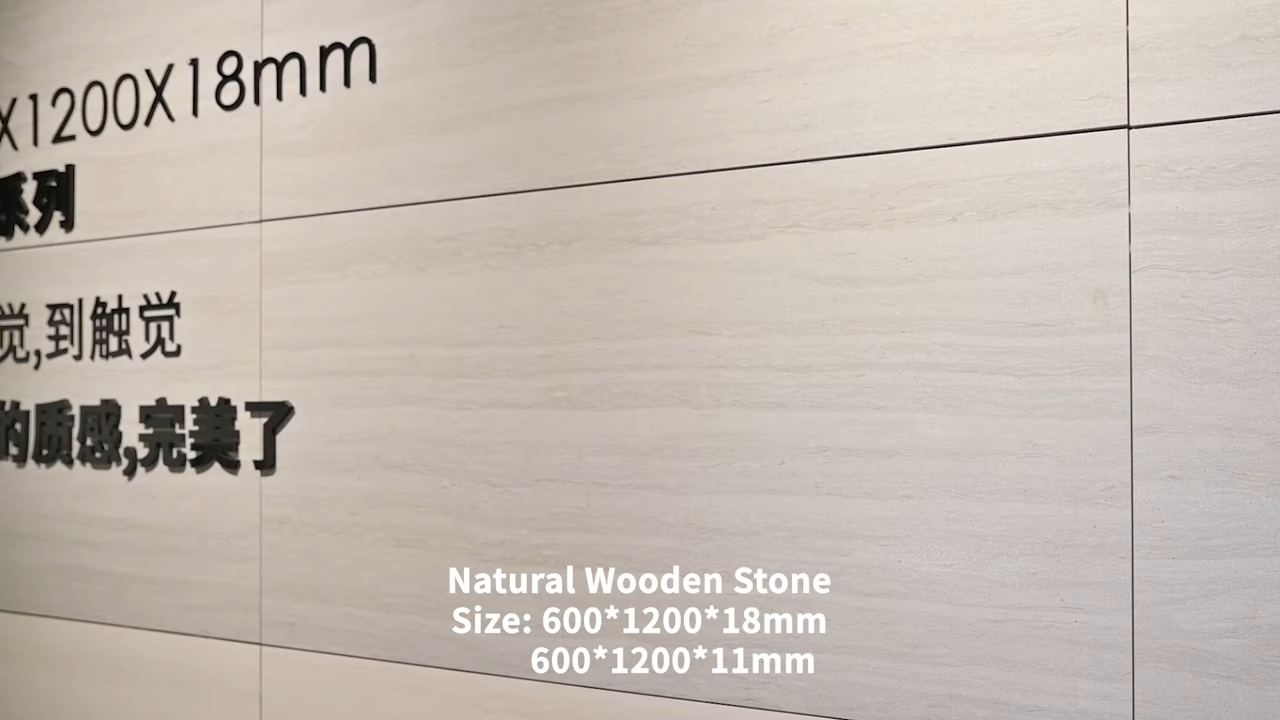 X1200X18mm
系列
觉,到触觉
的质感,完美了
Natural Wooden Stone
Size: 600*1200*18mm
600*1200*11mm